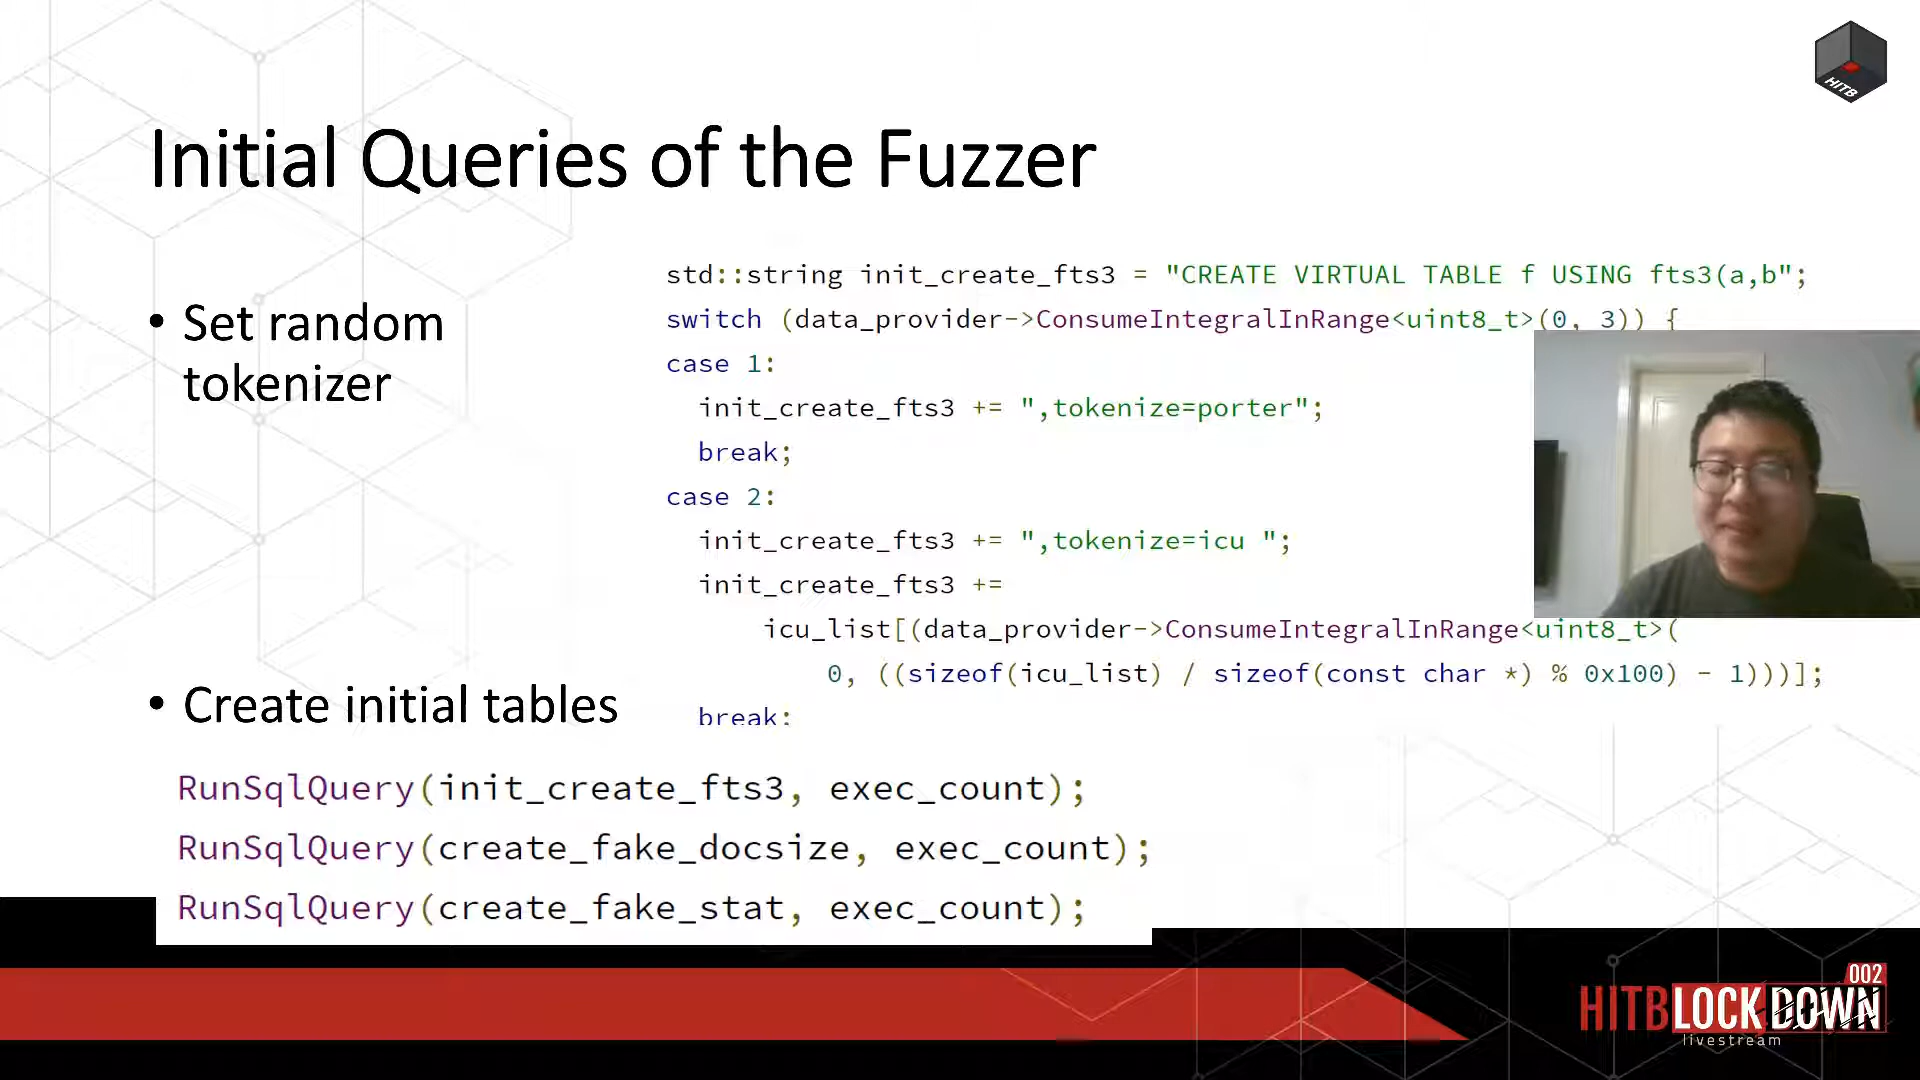 HITB
Initial Queries of the Fuzzer
• Set random
tokenizer
std::string init_create_fts3 = "CREATE VIRTUAL TABLE f USING fts3(a,b";
switch (data_provider->ConsumeIntegralInRange<uint8_t>(0, 3)) {
case 1:
init_create_fts3 += ",tokenize=porter";
break;
case 2:
init_create_fts3 += ",tokenize=icu ";
init_create_fts3 +=
icu_list[(data_provider->ConsumeIntegralInRange<uint8_t>(
0, ((sizeof(icu_list) / sizeof(const char *) % 0x100) - 1)))];
break;
• Create initial tables
RunSqlQuery(init_create_fts3, exec_count);
RunSqlQuery(create_fake_docsize, exec_count);
RunSqlQuery(create_fake_stat, exec_count);
002
HITBLOCKDOWN
livestream